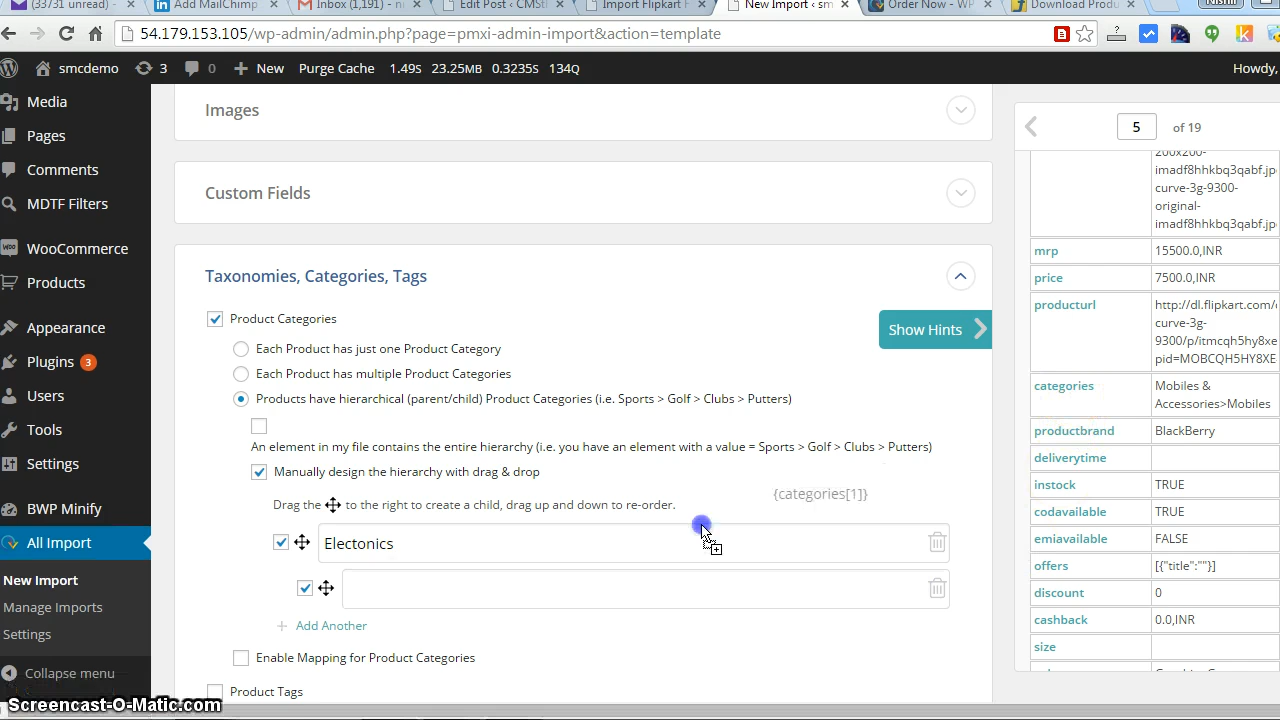 (33731 unread) -
Add MailChimp
Inbox (1,191) -
Edit Post ‹ CMSt
Import Flipkart
New Import ‹ sm
Order Now - WP
Download Produ
54.179.153.105/wp-admin/admin.php?page=pmxi-admin-import&action=template
smcdemo 3 0 New Purge Cache 1.49S 23.25MB 0.3235S 134Q Howdy,
Media
Pages
Comments
MDTF Filters
WooCommerce
Products
Appearance
Plugins 3
Users
Tools
Settings
BWP Minify
All Import
New Import
Manage Imports
Settings
Collapse menu
Images
Custom Fields
Taxonomies, Categories, Tags
Product Categories
Show Hints
Each Product has just one Product Category
Each Product has multiple Product Categories
Products have hierarchical (parent/child) Product Categories (i.e. Sports > Golf > Clubs > Putters)
An element in my file contains the entire hierarchy (i.e. you have an element with a value = Sports > Golf > Clubs > Putters)
Manually design the hierarchy with drag & drop
{categories[1]}
Drag the to the right to create a child, drag up and down to re-order.
Electonics
Add Another
Enable Mapping for Product Categories
Product Tags
5 of 19
200x200-
imadf8hhkbq3qabf.jp
curve-3g-9300-
original-
imadf8hhkbq3qabf.jp
mrp 15500.0,INR
price 7500.0,INR
producturl http://dl.flipkart.com/
curve-3g-
9300/p/itmcqh5hy8xe
pid=MOBCQH5HY8XE
categories Mobiles &
Accessories>Mobiles
productbrand BlackBerry
deliverytime
instock TRUE
codavailable TRUE
emiavailable FALSE
offers [{"title":""}]
discount 0
cashback 0.0,INR
size
Screencast-O-Matic.com